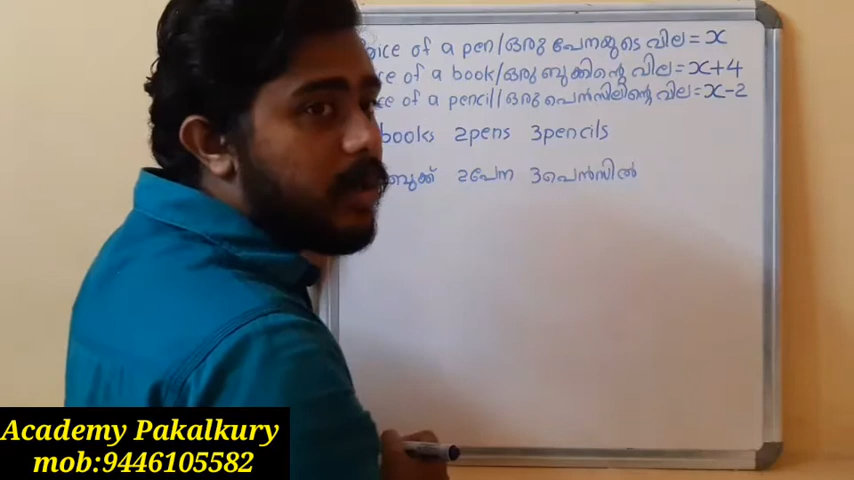 of a pen/ഒരു പേനയുടെ വില=x
of a book/ഒരു ബുക്കിന്റെ വില=x+4
of a pencil/ഒരു പെൻസിലിന്റെ വില=x-2
books 2pens 3pencils
ബുക്ക് 2പേന 3പെൻസിൽ
Academy Pakalkury
mob:9446105582